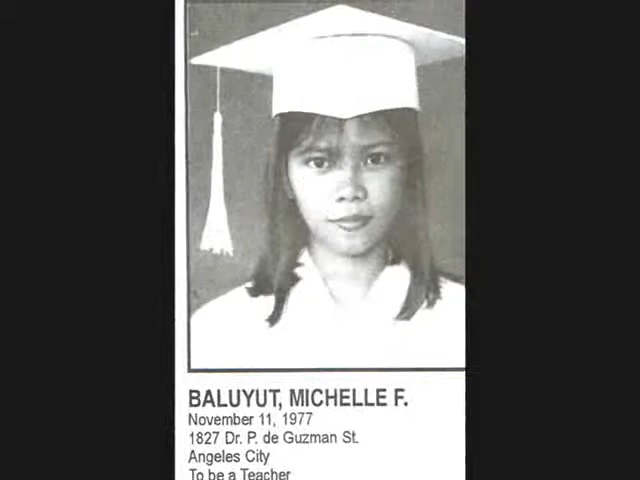 BALUYUT, MICHELLE F.
November 11, 1977
1827 Dr. P. de Guzman St.
Angeles City
To be a Teacher